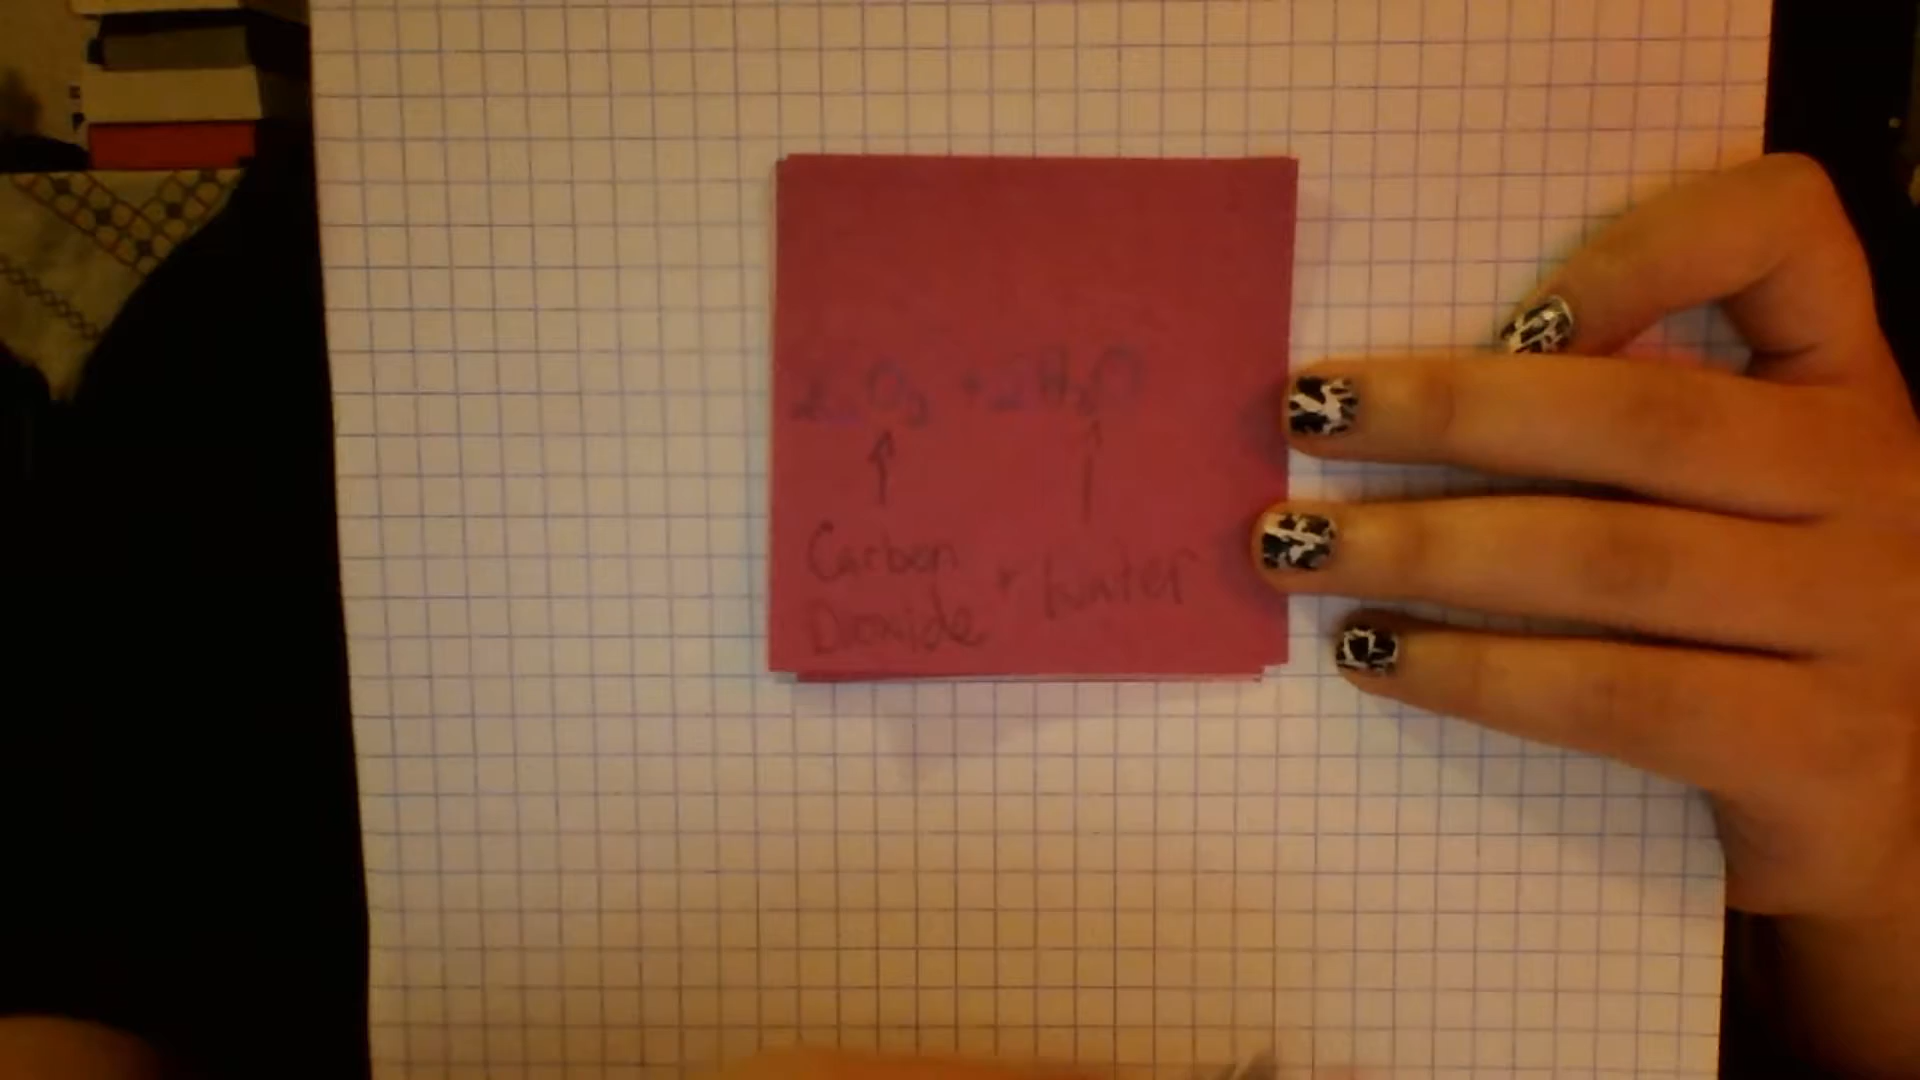 2CO₂ + 2H₂O
Carbon + water
Dioxide